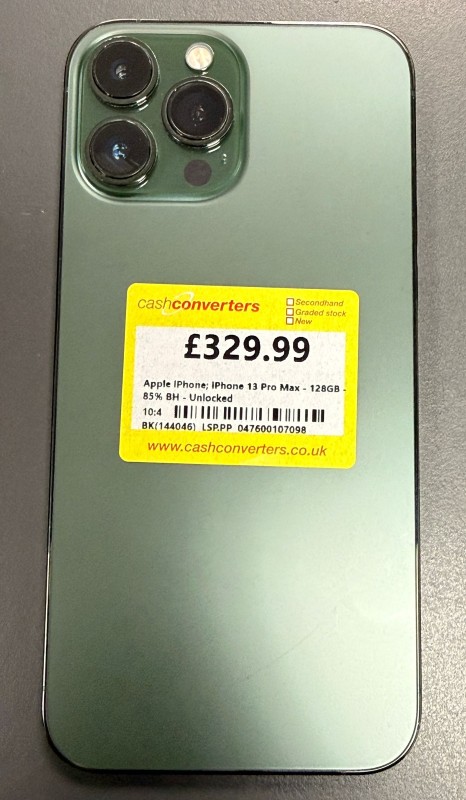 cashconverters
Secondhand
Graded stock
New
£329.99
Apple iPhone; iPhone 13 Pro Max - 128GB -
85% BH - Unlocked
10:4
BK(144046) LSP.PP 047600107098
www.cashconverters.co.uk